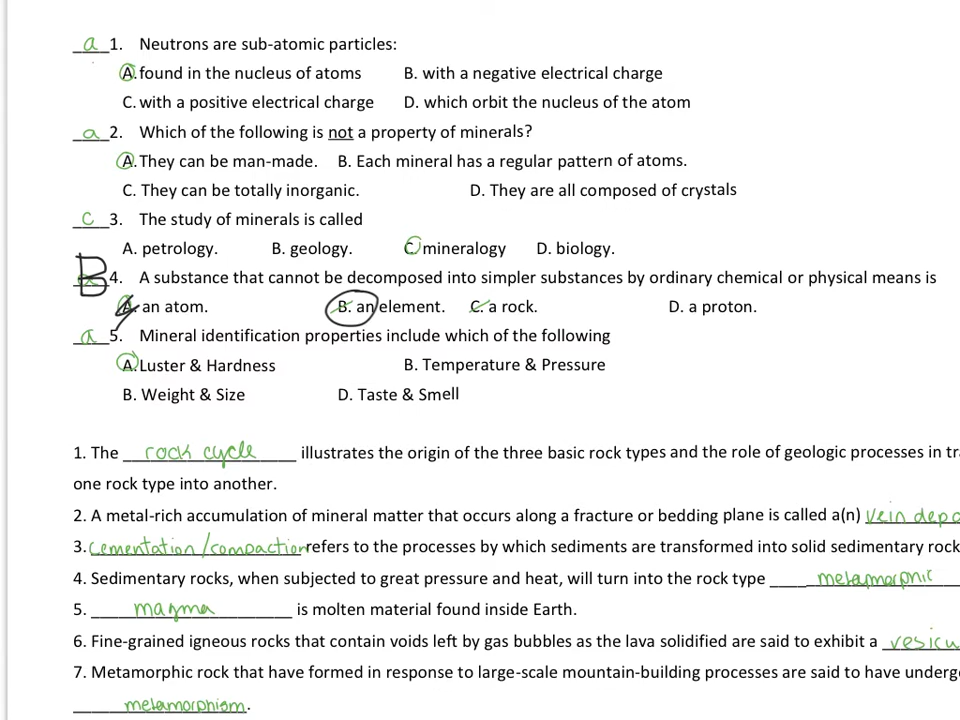 a 1. Neutrons are sub-atomic particles:
A. found in the nucleus of atoms B. with a negative electrical charge
C. with a positive electrical charge D. which orbit the nucleus of the atom
a 2. Which of the following is not a property of minerals?
A. They can be man-made. B. Each mineral has a regular pattern of atoms.
C. They can be totally inorganic. D. They are all composed of crystals
c 3. The study of minerals is called
A. petrology. B. geology. C. mineralogy D. biology.
B 4. A substance that cannot be decomposed into simpler substances by ordinary chemical or physical means is
A. an atom. B. an element. C. a rock. D. a proton.
a 5. Mineral identification properties include which of the following
A. Luster & Hardness B. Temperature & Pressure
B. Weight & Size D. Taste & Smell
1. The rock cycle illustrates the origin of the three basic rock types and the role of geologic processes in tra
one rock type into another.
2. A metal-rich accumulation of mineral matter that occurs along a fracture or bedding plane is called a(n) vein depo
3. cementation/compaction refers to the processes by which sediments are transformed into solid sedimentary rock
4. Sedimentary rocks, when subjected to great pressure and heat, will turn into the rock type metamorphic
5. magma is molten material found inside Earth.
6. Fine-grained igneous rocks that contain voids left by gas bubbles as the lava solidified are said to exhibit a vesicu
7. Metamorphic rock that have formed in response to large-scale mountain-building processes are said to have underg
metamorphism.